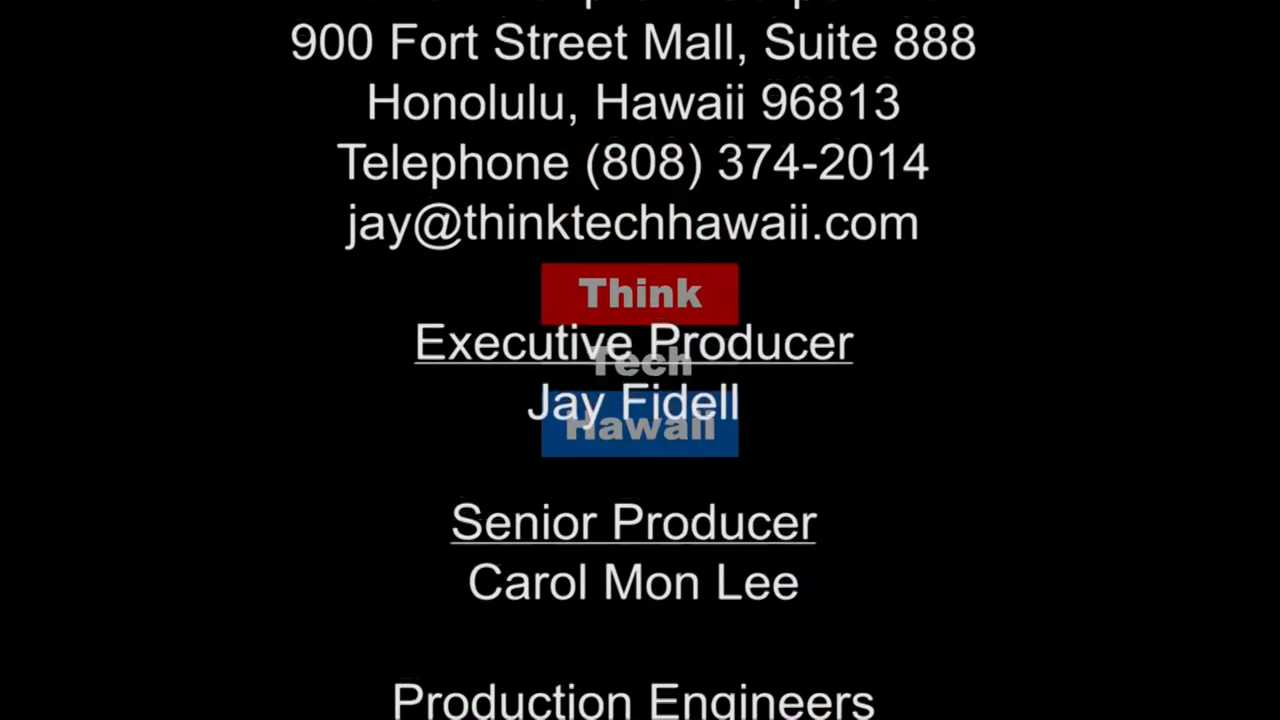 900 Fort Street Mall, Suite 888
Honolulu, Hawaii 96813
Telephone (808) 374-2014
jay@thinktechhawaii.com
Think
Executive Producer
Tech
Jay Fidell
Hawaii
Senior Producer
Carol Mon Lee
Production Engineers